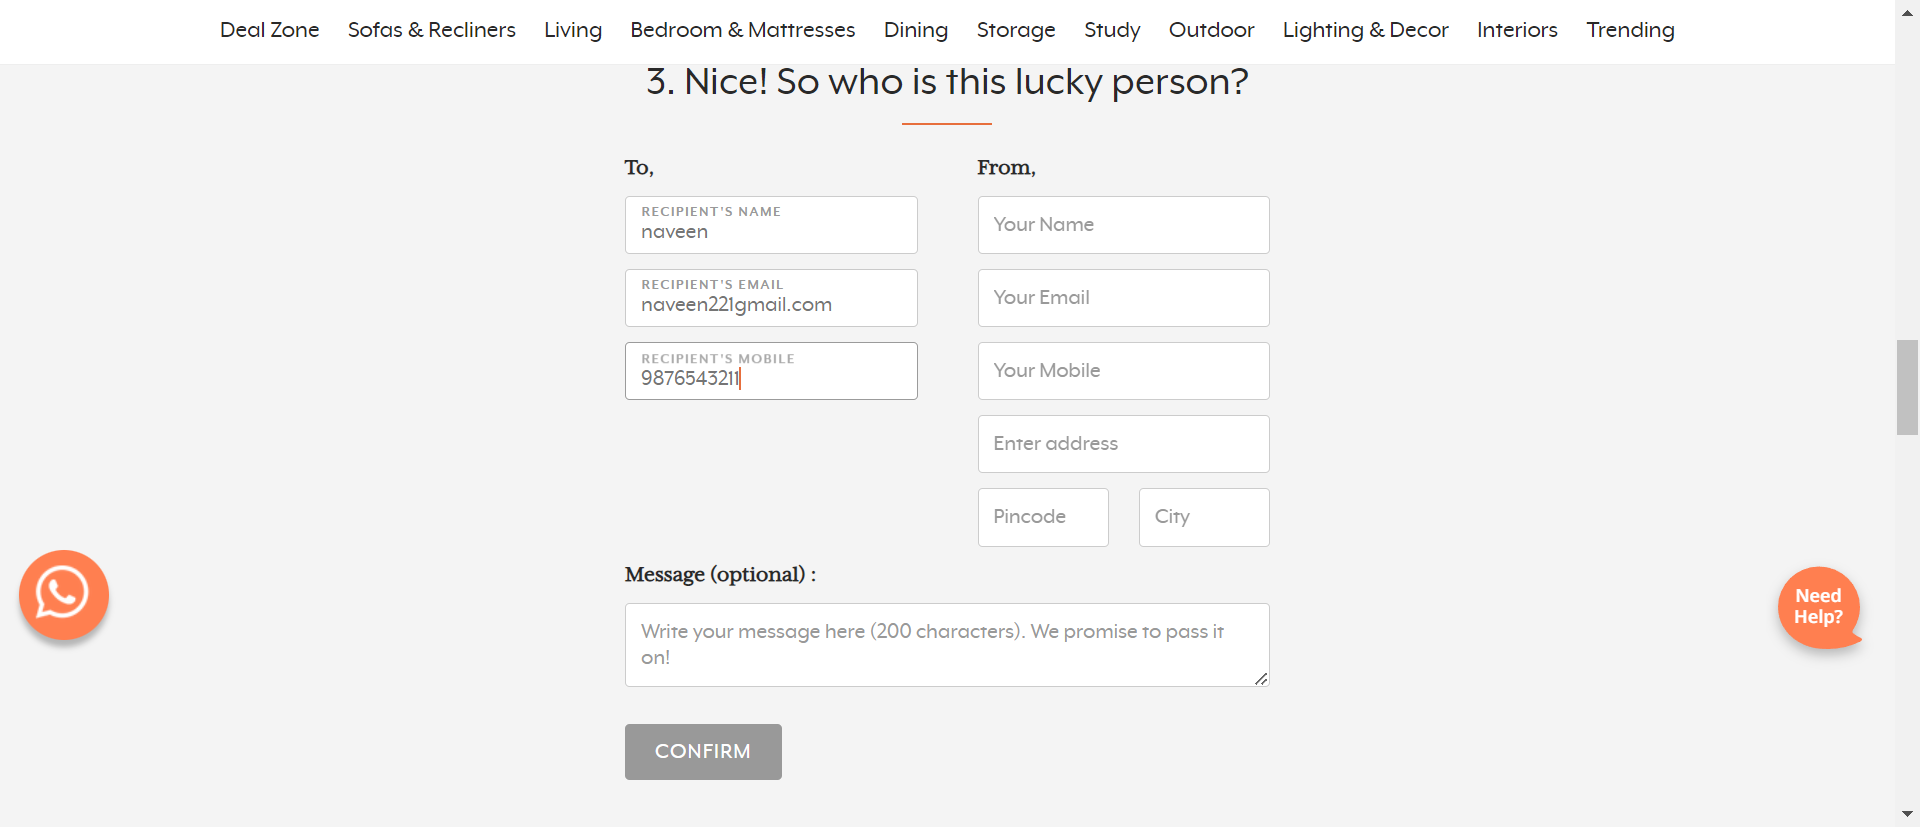 Deal Zone Sofas & Recliners Living Bedroom & Mattresses Dining Storage Study Outdoor Lighting & Decor Interiors Trending
3. Nice! So who is this lucky person?
To,
RECIPIENT'S NAME
naveen
RECIPIENT'S EMAIL
naveen221gmail.com
RECIPIENT'S MOBILE
9876543211
From,
Your Name
Your Email
Your Mobile
Enter address
Pincode City
Message (optional) :
Write your message here (200 characters). We promise to pass it
on!
CONFIRM
Need
Help?